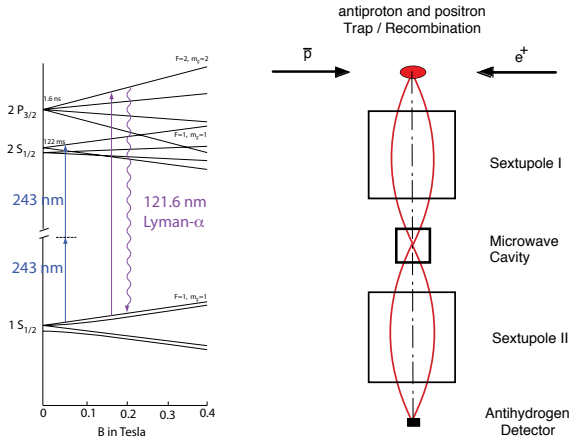 F=2, mF=2
1.6 ns
2 P3/2
F=1, mF=1
122 ms
2 S1/2
243 nm
121.6 nm
Lyman-α
243 nm
F=1, mF=1
1 S1/2
0
0.1
0.2
0.3
0.4
B in Tesla
antiproton and positron
Trap / Recombination
p̅
e+
Sextupole I
Microwave
Cavity
Sextupole II
Antihydrogen
Detector